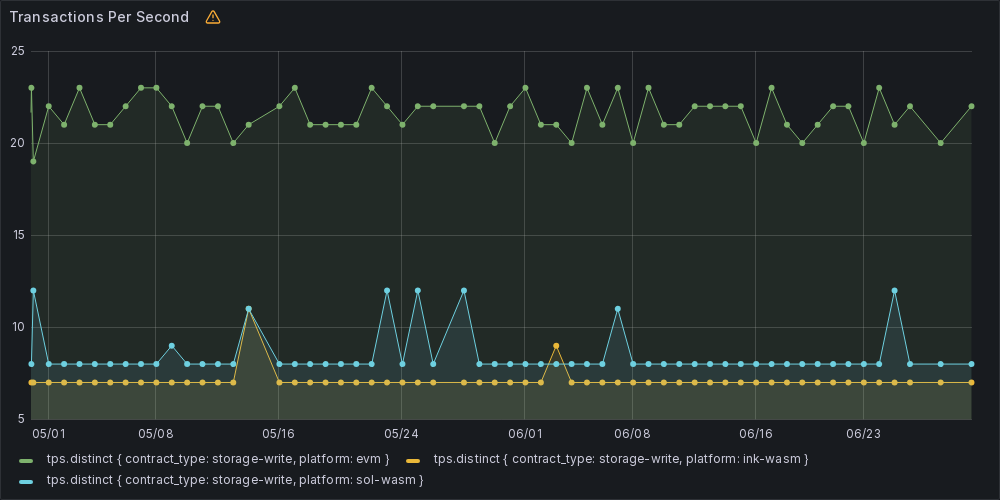 Transactions Per Second
25
20
15
10
5
05/01 05/08 05/16 05/24 06/01 06/08 06/16 06/23
tps.distinct { contract_type: storage-write, platform: evm } tps.distinct { contract_type: storage-write, platform: ink-wasm }
tps.distinct { contract_type: storage-write, platform: sol-wasm }